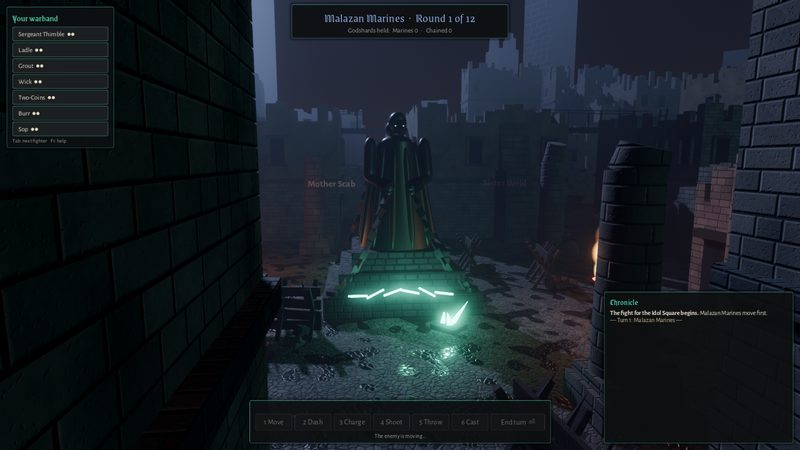 Your warband
Sergeant Thimble
Ladle
Grout
Wick
Two-Coins
Burr
Sop
Tab: next fighter F1: help
Malazan Marines · Round 1 of 12
Godshards held: Marines 0 · Chained 0
Mother Scab
Chronicle
The fight for the Idol Square begins. Malazan Marines move first.
— Turn 1: Malazan Marines —
1 Move 2 Dash 3 Charge 4 Shoot 5 Throw 6 Cast End turn ⏎
The enemy is moving...